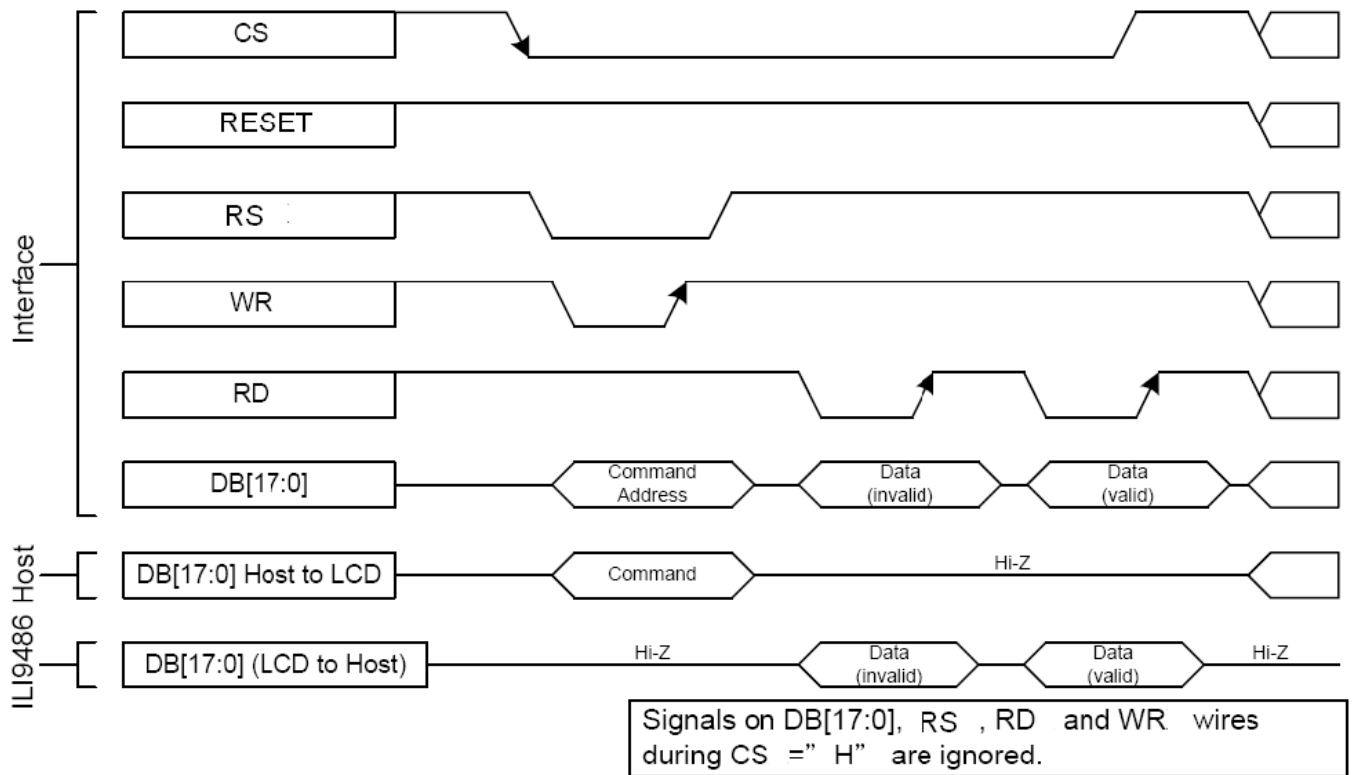 CS
RESET
RS
WR
RD
DB[17:0]
Command
Address
Data
(invalid)
Data
(valid)
Interface
DB[17:0] Host to LCD
Command
Hi-Z
Host
DB[17:0] (LCD to Host)
Hi-Z
Data
(invalid)
Data
(valid)
Hi-Z
ILI9486
Signals on DB[17:0], RS , RD and WR wires
during CS =” H” are ignored.